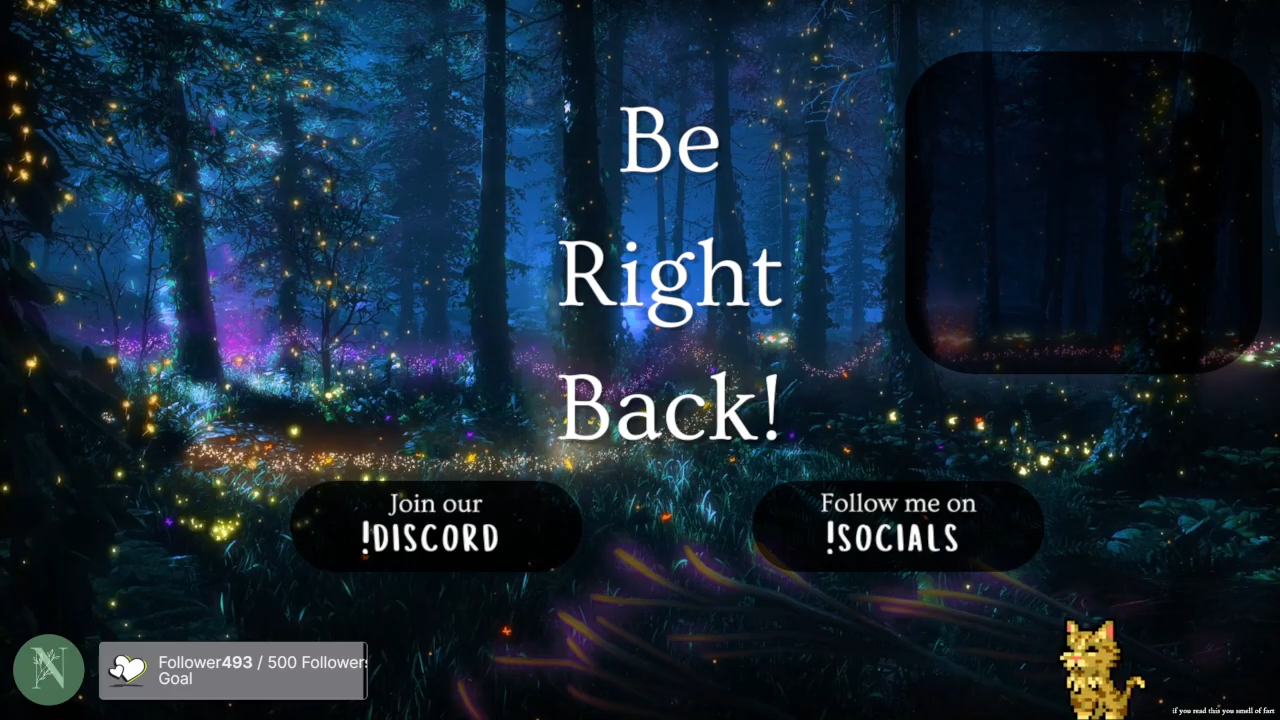 Be
Right
Back!
Join our
!DISCORD
Follow me on
!SOCIALS
N
Follower493 / 500 Followers
Goal
if you read this you smell of fart